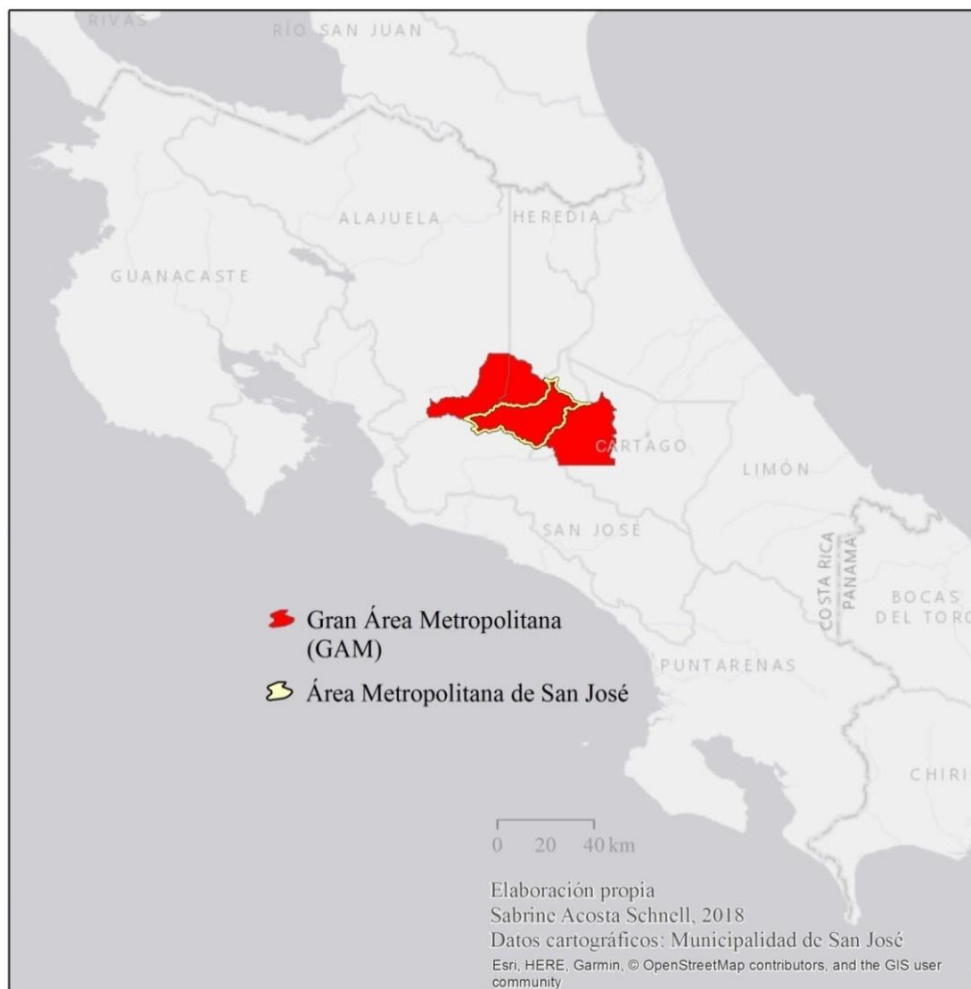 RIVAS
RÍO SAN JUAN
ALAJUELA
HEREDIA
GUANACASTE
CARTAGO
LIMÓN
SAN JOSÉ
COSTA RICA
PANAMA
BOCAS
DEL TORO
PUNTARENAS
CHIRI
Gran Área Metropolitana
(GAM)
Área Metropolitana de San José
0 20 40 km
Elaboración propia
Sabrine Acosta Schnell, 2018
Datos cartográficos: Municipalidad de San José
Esri, HERE, Garmin, © OpenStreetMap contributors, and the GIS user
community